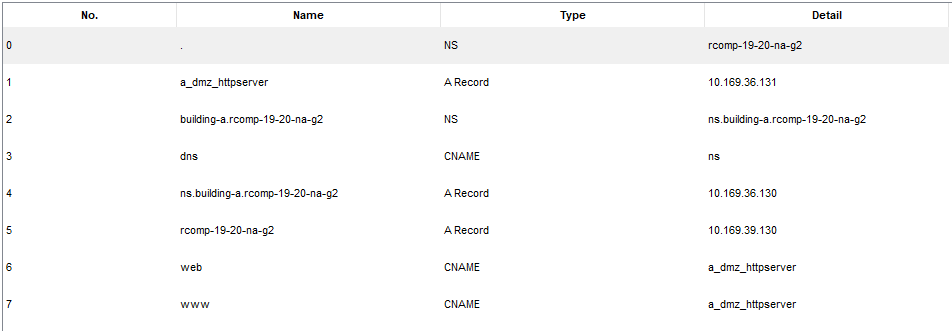 No. Name Type Detail
0 . NS rcomp-19-20-na-g2
1 a_dmz_httpserver A Record 10.169.36.131
2 building-a.rcomp-19-20-na-g2 NS ns.building-a.rcomp-19-20-na-g2
3 dns CNAME ns
4 ns.building-a.rcomp-19-20-na-g2 A Record 10.169.36.130
5 rcomp-19-20-na-g2 A Record 10.169.39.130
6 web CNAME a_dmz_httpserver
7 www CNAME a_dmz_httpserver